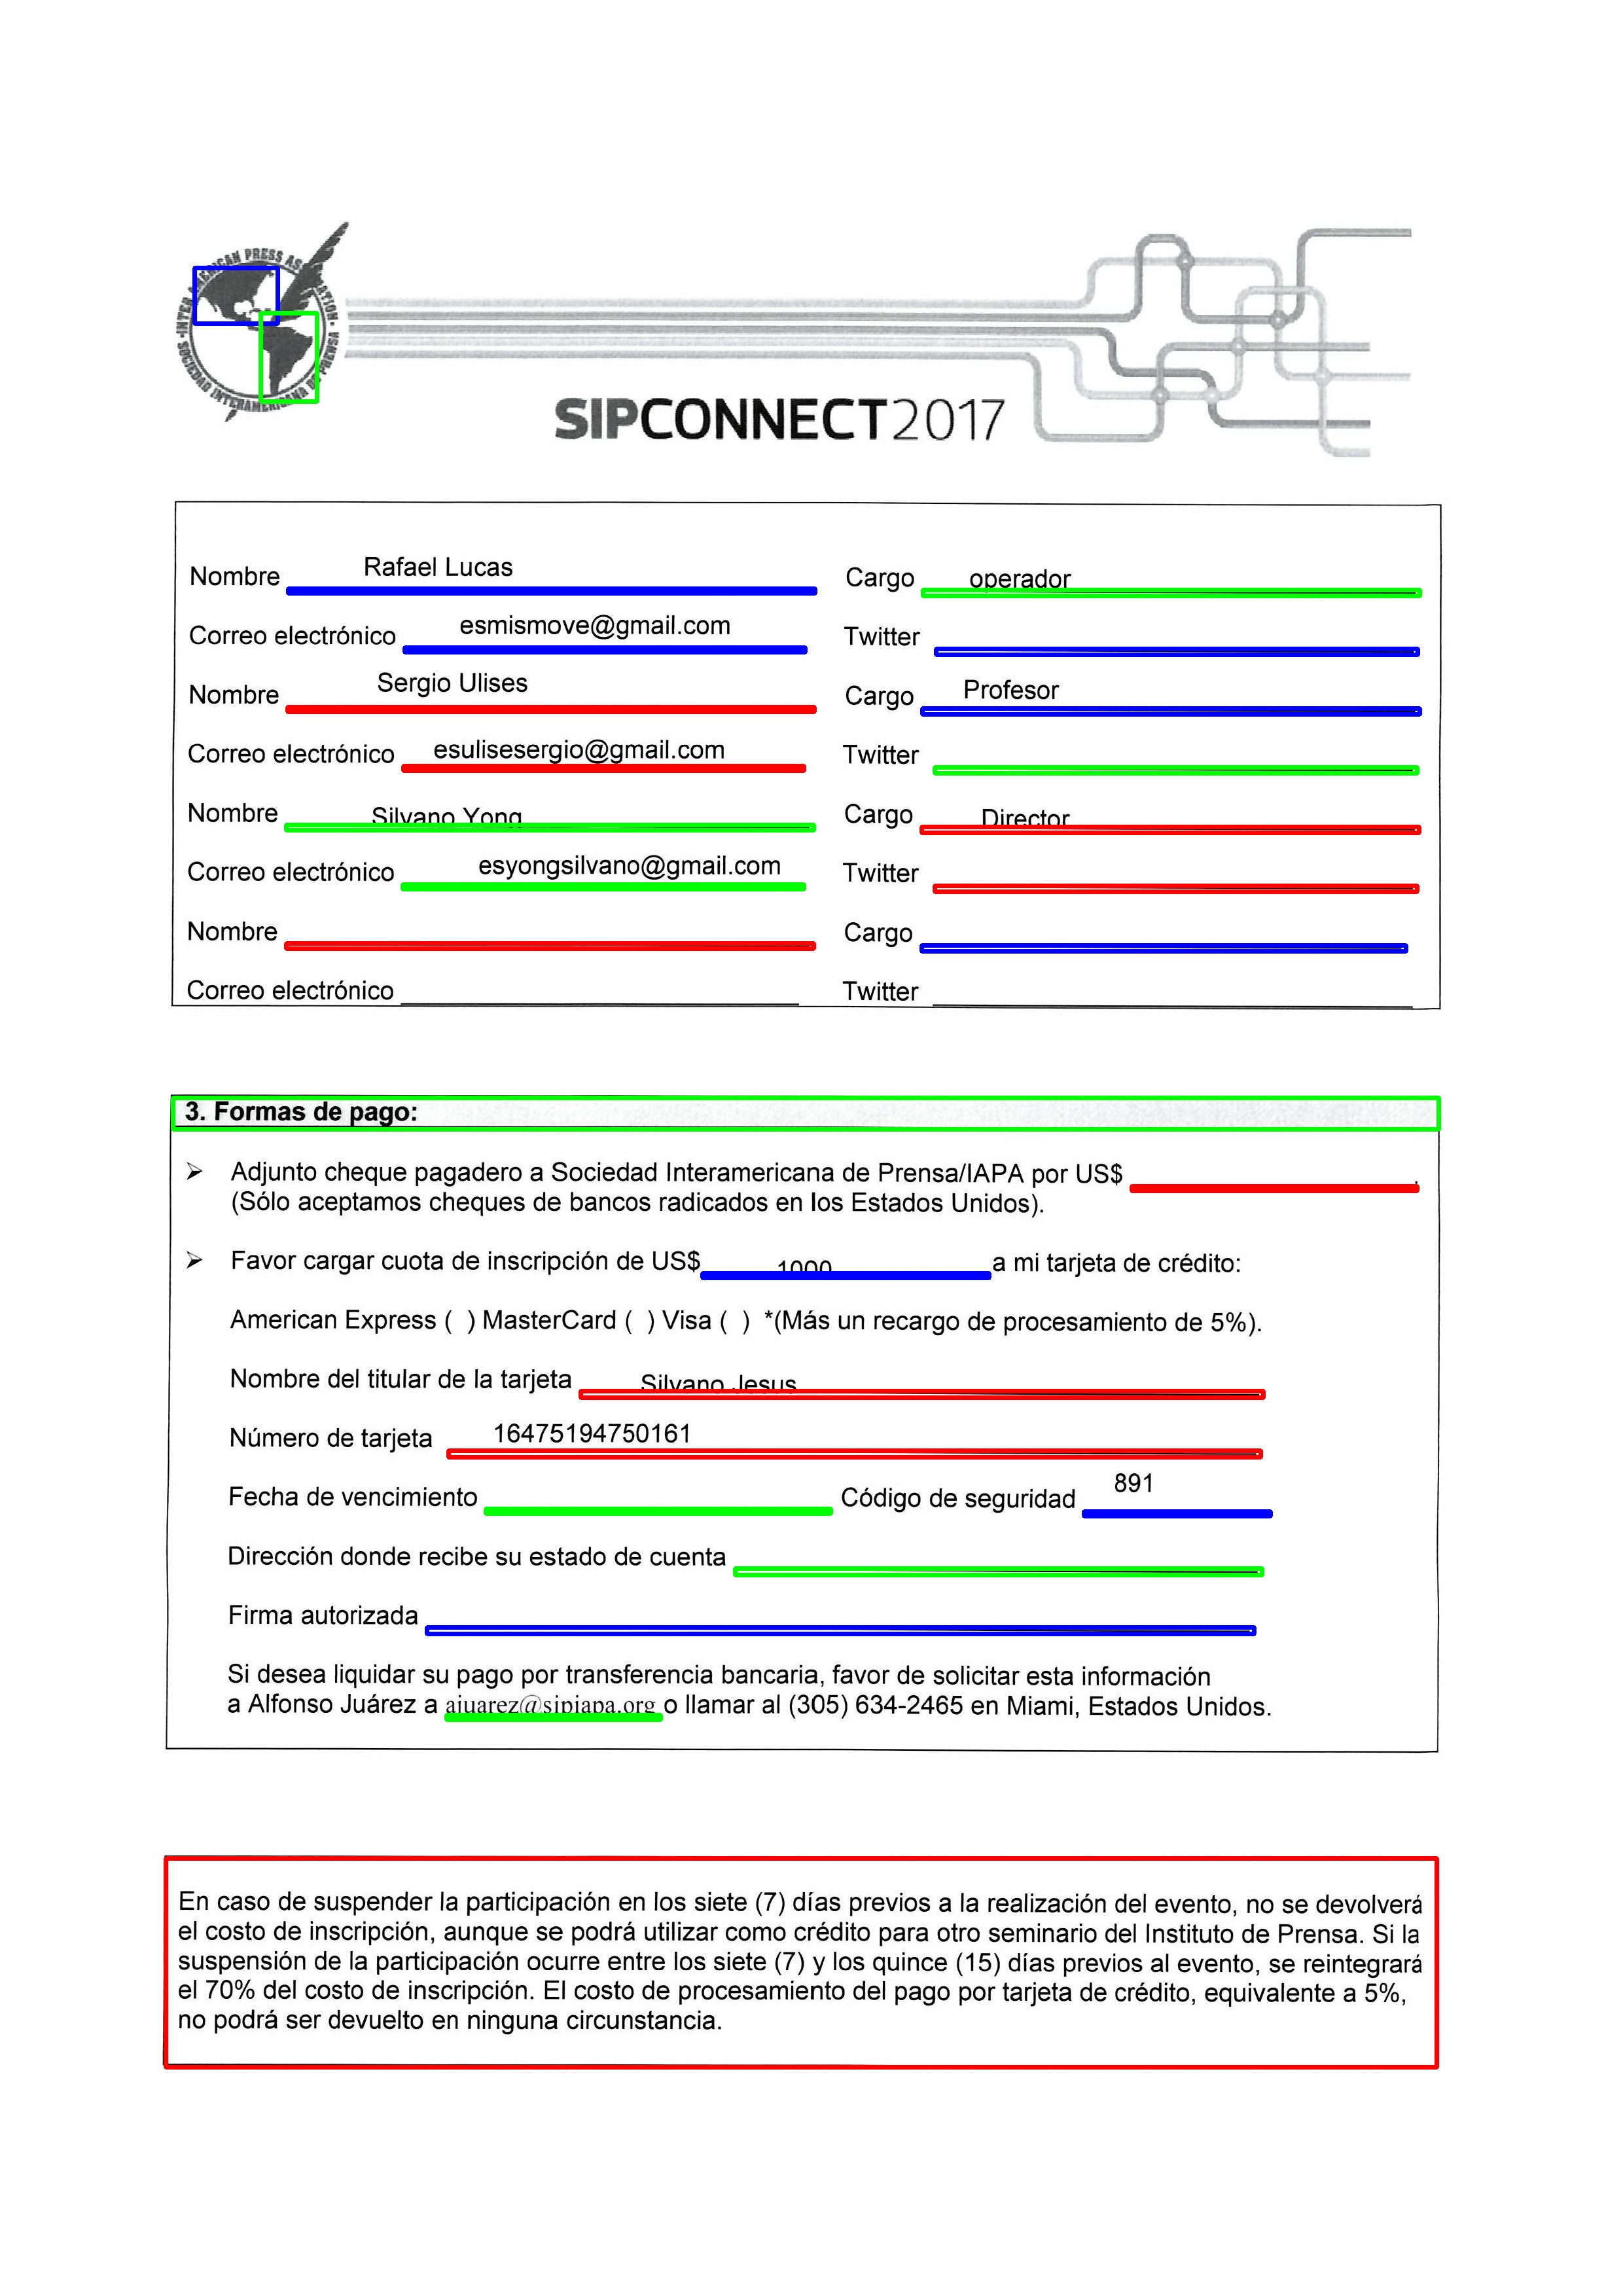 INTER AMERICAN PRESS ASSOCIATION
SOCIEDAD INTERAMERICANA DE PRENSA
SIPCONNECT2017
Nombre Rafael Lucas Cargo operador
Correo electrónico esmismove@gmail.com Twitter
Nombre Sergio Ulises Cargo Profesor
Correo electrónico esulisesergio@gmail.com Twitter
Nombre Silvano Yong Cargo Director
Correo electrónico esyongsilvano@gmail.com Twitter
Nombre Cargo
Correo electrónico Twitter
3. Formas de pago:
➢ Adjunto cheque pagadero a Sociedad Interamericana de Prensa/IAPA por US$ .
(Sólo aceptamos cheques de bancos radicados en los Estados Unidos).
➢ Favor cargar cuota de inscripción de US$ 1000 a mi tarjeta de crédito:
American Express ( ) MasterCard ( ) Visa ( ) *(Más un recargo de procesamiento de 5%).
Nombre del titular de la tarjeta Silvano Jesus
Número de tarjeta 16475194750161
Fecha de vencimiento Código de seguridad 891
Dirección donde recibe su estado de cuenta
Firma autorizada
Si desea liquidar su pago por transferencia bancaria, favor de solicitar esta información
a Alfonso Juárez a ajuarez@sipiapa.org o llamar al (305) 634-2465 en Miami, Estados Unidos.
En caso de suspender la participación en los siete (7) días previos a la realización del evento, no se devolverá
el costo de inscripción, aunque se podrá utilizar como crédito para otro seminario del Instituto de Prensa. Si la
suspensión de la participación ocurre entre los siete (7) y los quince (15) días previos al evento, se reintegrará
el 70% del costo de inscripción. El costo de procesamiento del pago por tarjeta de crédito, equivalente a 5%,
no podrá ser devuelto en ninguna circunstancia.